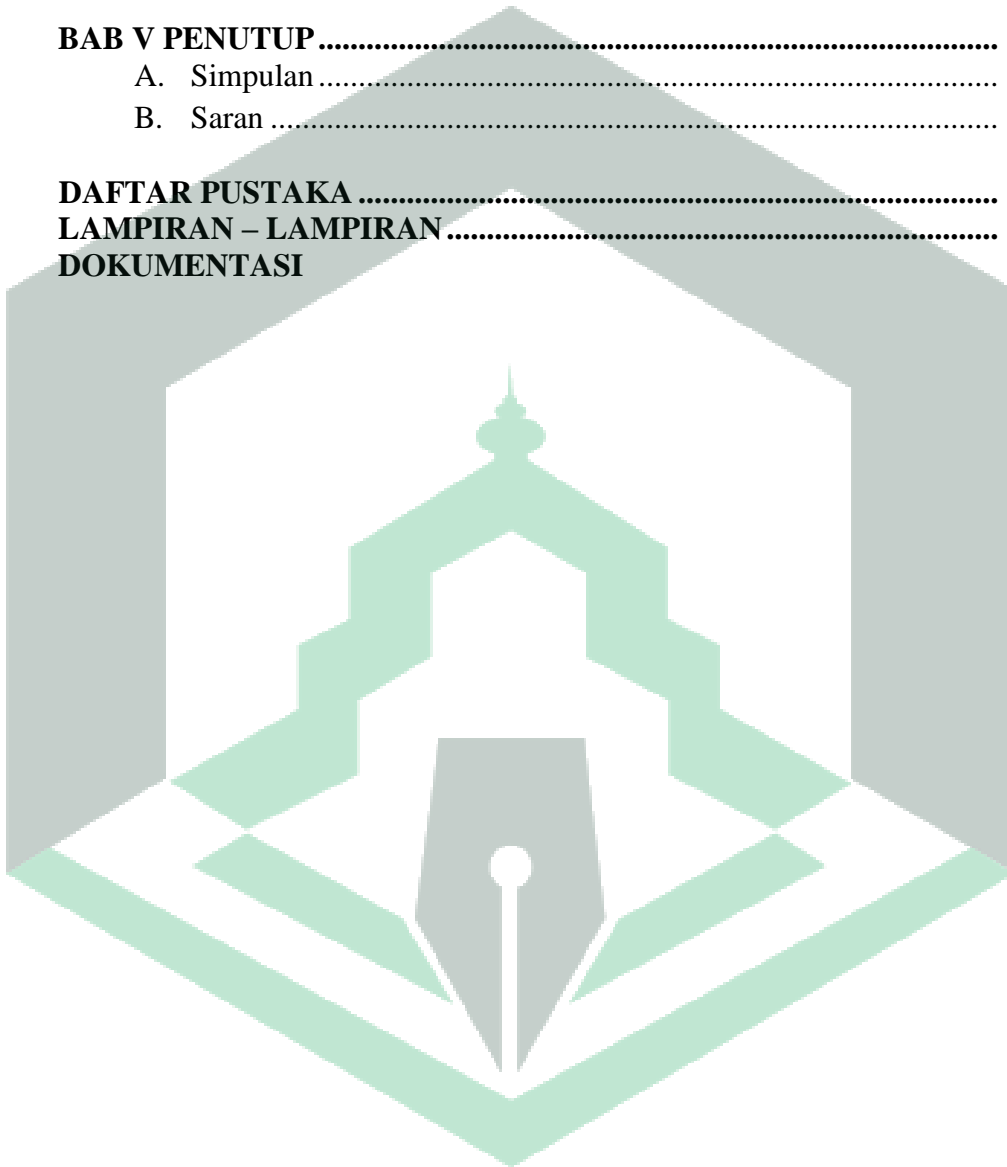 BAB V PENUTUP.....................................................................................
A. Simpulan.....................................................................................
B. Saran...........................................................................................
DAFTAR PUSTAKA................................................................................
LAMPIRAN – LAMPIRAN.....................................................................
DOKUMENTASI